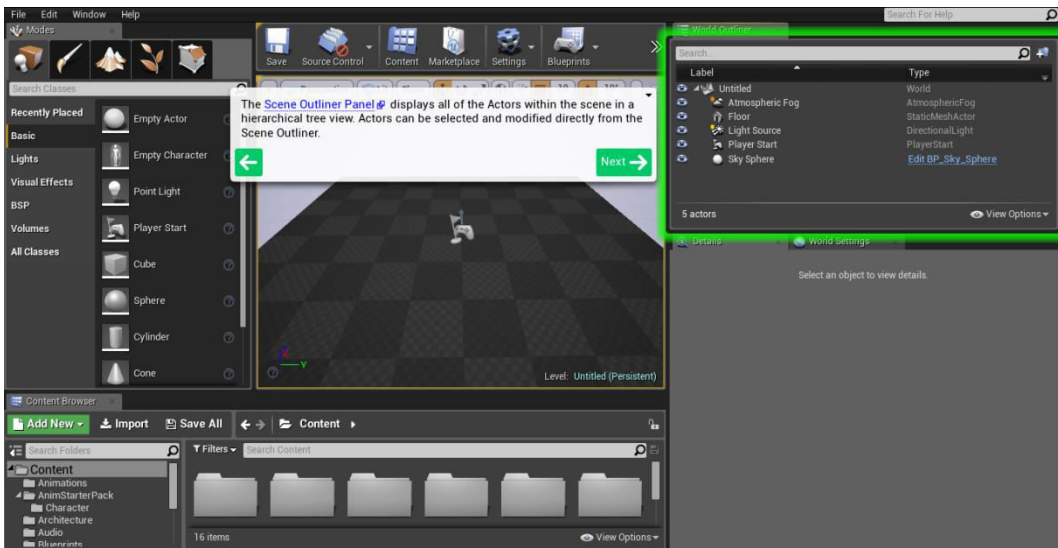 File Edit Window Help
Search For Help
Modes
Search Classes
Recently Placed
Basic
Lights
Visual Effects
BSP
Volumes
All Classes
Empty Actor
Empty Character
Point Light
Player Start
Cube
Sphere
Cylinder
Cone
Save Source Control Content Marketplace Settings Blueprints
The Scene Outliner Panel displays all of the Actors within the scene in a
hierarchical tree view. Actors can be selected and modified directly from the
Scene Outliner.
Next
Level: Untitled (Persistent)
World Outliner
Search...
Label Type
Untitled World
Atmospheric Fog AtmosphericFog
Floor StaticMeshActor
Light Source DirectionalLight
Player Start PlayerStart
Sky Sphere Edit BP_Sky_Sphere
5 actors View Options
Details World Settings
Select an object to view details.
Content Browser
Add New Import Save All Content
Search Folders
Filters Search Content
Content
Animations
AnimStarterPack
Character
Architecture
Audio
Blueprints
16 items View Options